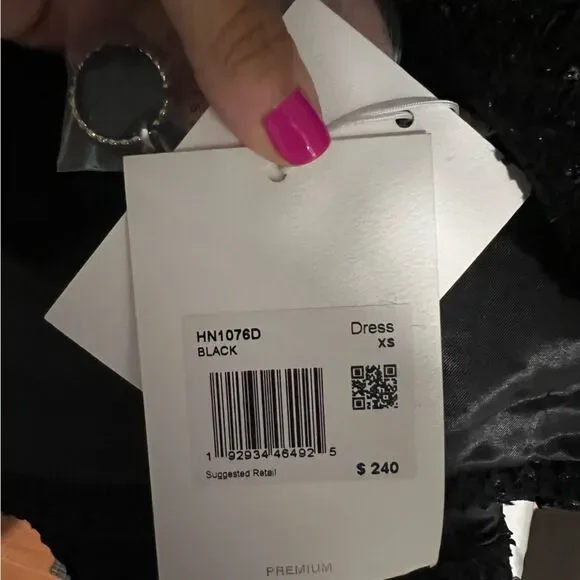 HN1076D
BLACK
Dress
XS
1 92934 46492 5
Suggested Retail
$ 240
PREMIUM